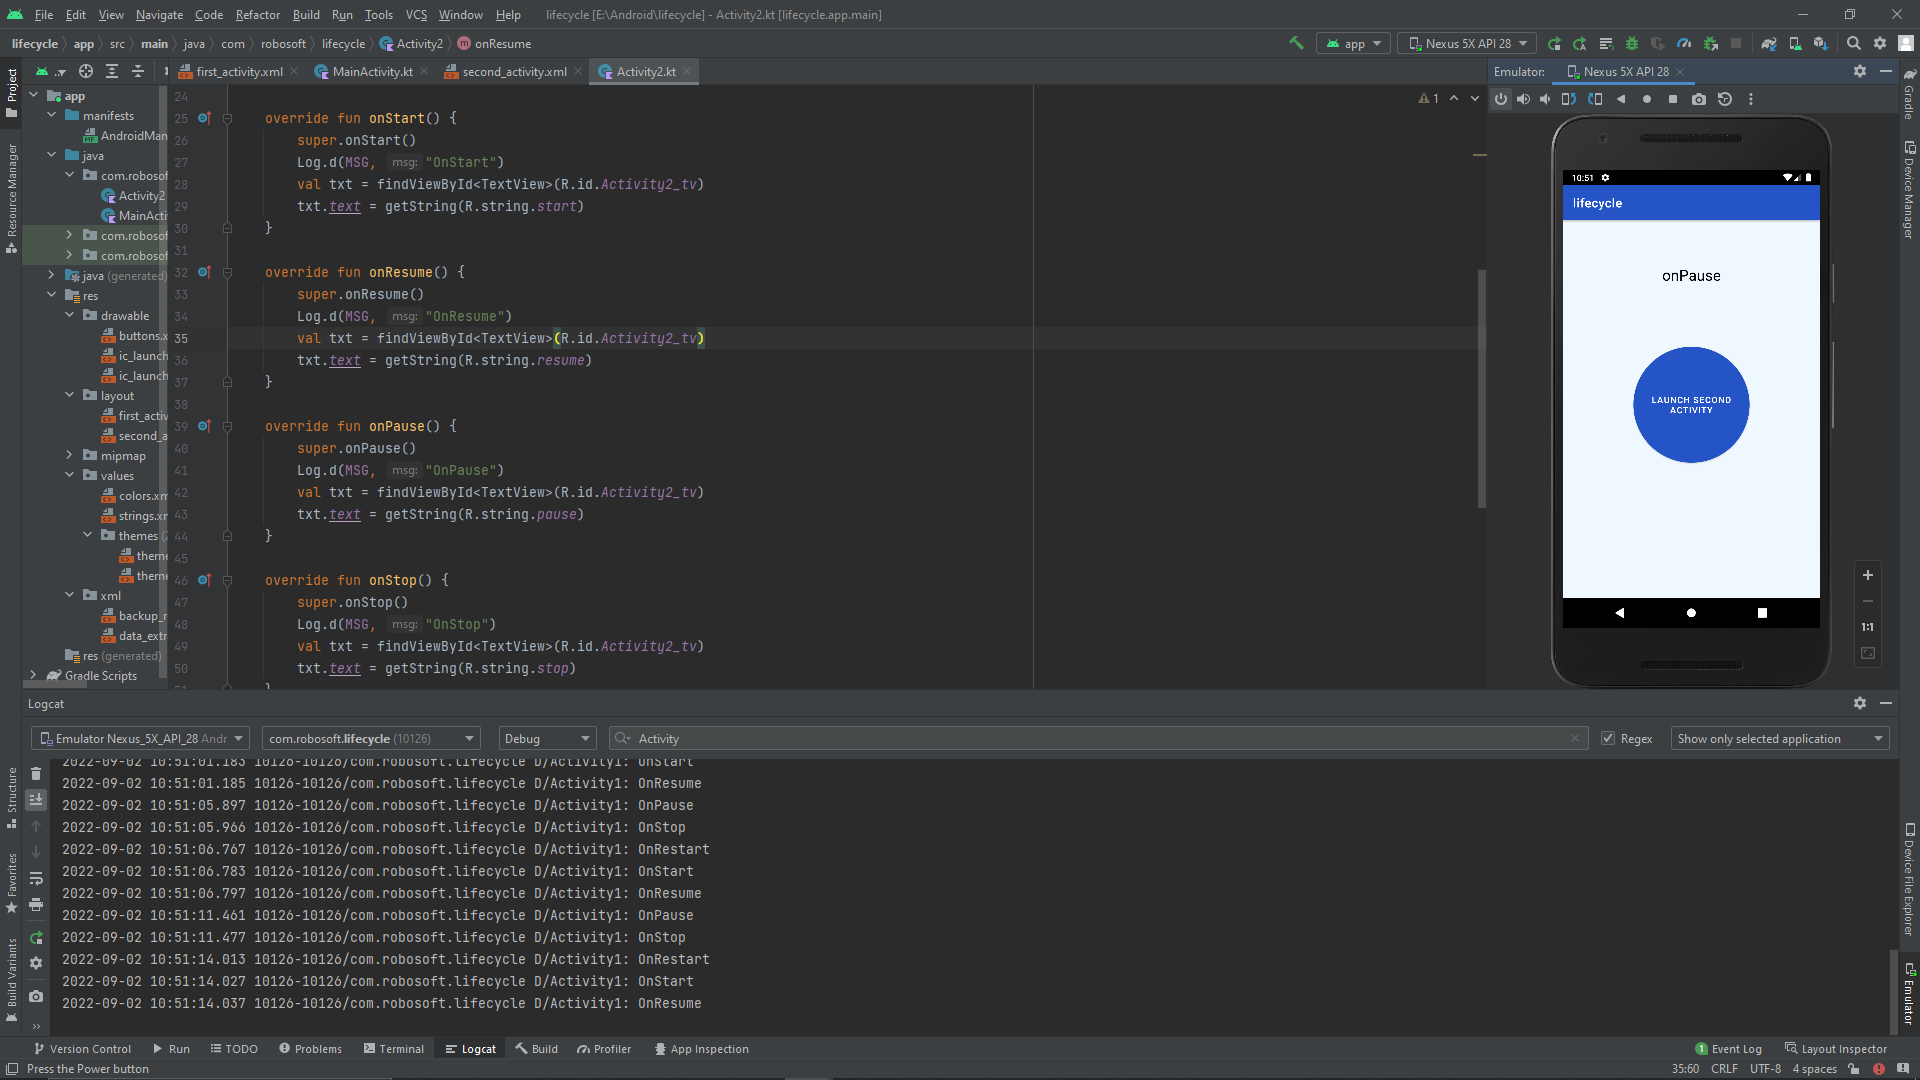 File Edit View Navigate Code Refactor Build Run Tools VCS Window Help lifecycle [E:\Android\lifecycle] - Activity2.kt [lifecycle.app.main]
lifecycle app src main java com robosoft lifecycle Activity2 onResume
app Nexus 5X API 28
first_activity.xml MainActivity.kt second_activity.xml Activity2.kt
Emulator: Nexus 5X API 28
Project
Resource Manager
Structure
Favorites
Build Variants
app
manifests
AndroidMan
java
com.robosof
Activity2
MainActi
com.robosof
com.robosof
java (generated)
res
drawable
buttons.x
ic_launch
ic_launch
layout
first_activ
second_a
mipmap
values
colors.xm
strings.xr
themes (2
theme
theme
xml
backup_r
data_extr
res (generated)
Gradle Scripts
1
24
25 override fun onStart() {
26 super.onStart()
27 Log.d(MSG, msg: "OnStart")
28 val txt = findViewById<TextView>(R.id.Activity2_tv)
29 txt.text = getString(R.string.start)
30 }
31
32 override fun onResume() {
33 super.onResume()
34 Log.d(MSG, msg: "OnResume")
35 val txt = findViewById<TextView>(R.id.Activity2_tv)
36 txt.text = getString(R.string.resume)
37 }
38
39 override fun onPause() {
40 super.onPause()
41 Log.d(MSG, msg: "OnPause")
42 val txt = findViewById<TextView>(R.id.Activity2_tv)
43 txt.text = getString(R.string.pause)
44 }
45
46 override fun onStop() {
47 super.onStop()
48 Log.d(MSG, msg: "OnStop")
49 val txt = findViewById<TextView>(R.id.Activity2_tv)
50 txt.text = getString(R.string.stop)
51 }
10:51
lifecycle
onPause
LAUNCH SECOND
ACTIVITY
1:1
Gradle
Device Manager
Device File Explorer
Emulator
Logcat
Emulator Nexus_5X_API_28 Andr com.robosoft.lifecycle (10126) Debug Activity Regex Show only selected application
2022-09-02 10:51:01.183 10126-10126/com.robosoft.lifecycle D/Activity1: OnStart
2022-09-02 10:51:01.185 10126-10126/com.robosoft.lifecycle D/Activity1: OnResume
2022-09-02 10:51:05.897 10126-10126/com.robosoft.lifecycle D/Activity1: OnPause
2022-09-02 10:51:05.966 10126-10126/com.robosoft.lifecycle D/Activity1: OnStop
2022-09-02 10:51:06.767 10126-10126/com.robosoft.lifecycle D/Activity1: OnRestart
2022-09-02 10:51:06.783 10126-10126/com.robosoft.lifecycle D/Activity1: OnStart
2022-09-02 10:51:06.797 10126-10126/com.robosoft.lifecycle D/Activity1: OnResume
2022-09-02 10:51:11.461 10126-10126/com.robosoft.lifecycle D/Activity1: OnPause
2022-09-02 10:51:11.477 10126-10126/com.robosoft.lifecycle D/Activity1: OnStop
2022-09-02 10:51:14.013 10126-10126/com.robosoft.lifecycle D/Activity1: OnRestart
2022-09-02 10:51:14.027 10126-10126/com.robosoft.lifecycle D/Activity1: OnStart
2022-09-02 10:51:14.037 10126-10126/com.robosoft.lifecycle D/Activity1: OnResume
Version Control Run TODO Problems Terminal Logcat Build Profiler App Inspection 1 Event Log Layout Inspector
Press the Power button 35:60 CRLF UTF-8 4 spaces